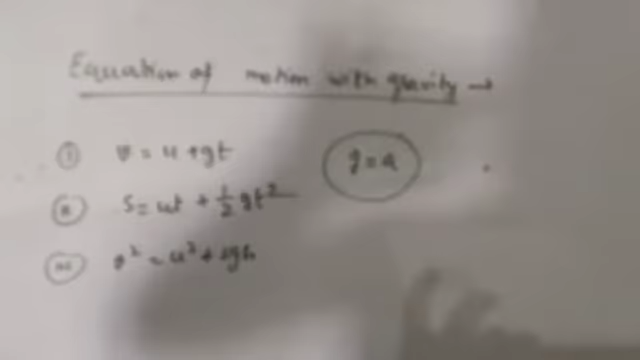 Equation of motion with gravity →
(i) v = u + gt
g = a
(ii) S = ut + 1/2 gt²
(iii) v² = u² + 2gh